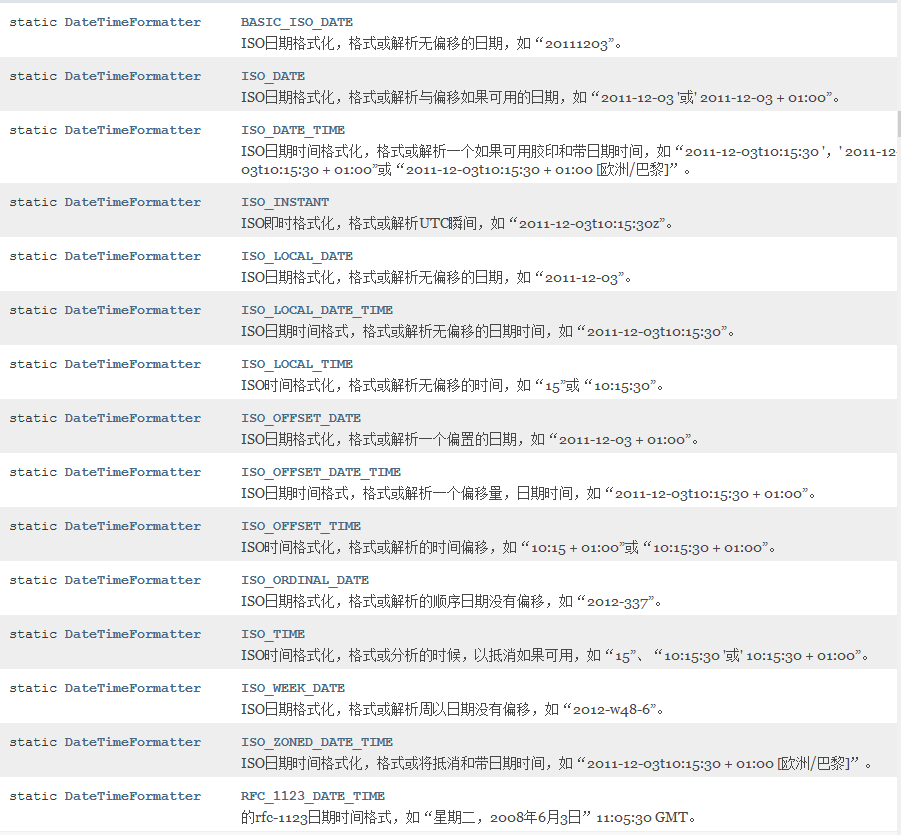 static DateTimeFormatter BASIC_ISO_DATE
ISO日期格式化，格式或解析无偏移的日期，如“20111203”。
static DateTimeFormatter ISO_DATE
ISO日期格式化，格式或解析与偏移如果可用的日期，如“2011-12-03 '或' 2011-12-03 + 01:00”。
static DateTimeFormatter ISO_DATE_TIME
ISO日期时间格式化，格式或解析一个如果可用胶印和带日期时间，如“2011-12-03t10:15:30 '，' 2011-12-
03t10:15:30 + 01:00”或“2011-12-03t10:15:30 + 01:00 [欧洲/巴黎]”。
static DateTimeFormatter ISO_INSTANT
ISO即时格式化，格式或解析UTC瞬间，如“2011-12-03t10:15:30z”。
static DateTimeFormatter ISO_LOCAL_DATE
ISO日期格式化，格式或解析无偏移的日期，如“2011-12-03”。
static DateTimeFormatter ISO_LOCAL_DATE_TIME
ISO日期时间格式，格式或解析无偏移的日期时间，如“2011-12-03t10:15:30”。
static DateTimeFormatter ISO_LOCAL_TIME
ISO时间格式化，格式或解析无偏移的时间，如“15”或“10:15:30”。
static DateTimeFormatter ISO_OFFSET_DATE
ISO日期格式化，格式或解析一个偏置的日期，如“2011-12-03 + 01:00”。
static DateTimeFormatter ISO_OFFSET_DATE_TIME
ISO日期时间格式，格式或解析一个偏移量，日期时间，如“2011-12-03t10:15:30 + 01:00”。
static DateTimeFormatter ISO_OFFSET_TIME
ISO时间格式化，格式或解析的时间偏移，如“10:15 + 01:00”或“10:15:30 + 01:00”。
static DateTimeFormatter ISO_ORDINAL_DATE
ISO日期格式化，格式或解析的顺序日期没有偏移，如“2012-337”。
static DateTimeFormatter ISO_TIME
ISO时间格式化，格式或分析的时候，以抵消如果可用，如“15”、“10:15:30 '或' 10:15:30 + 01:00”。
static DateTimeFormatter ISO_WEEK_DATE
ISO日期格式化，格式或解析周以日期没有偏移，如“2012-w48-6”。
static DateTimeFormatter ISO_ZONED_DATE_TIME
ISO日期时间格式化，格式或将抵消和带日期时间，如“2011-12-03t10:15:30 + 01:00 [欧洲/巴黎]”。
static DateTimeFormatter RFC_1123_DATE_TIME
的rfc-1123日期时间格式，如“星期二，2008年6月3日”11:05:30 GMT。